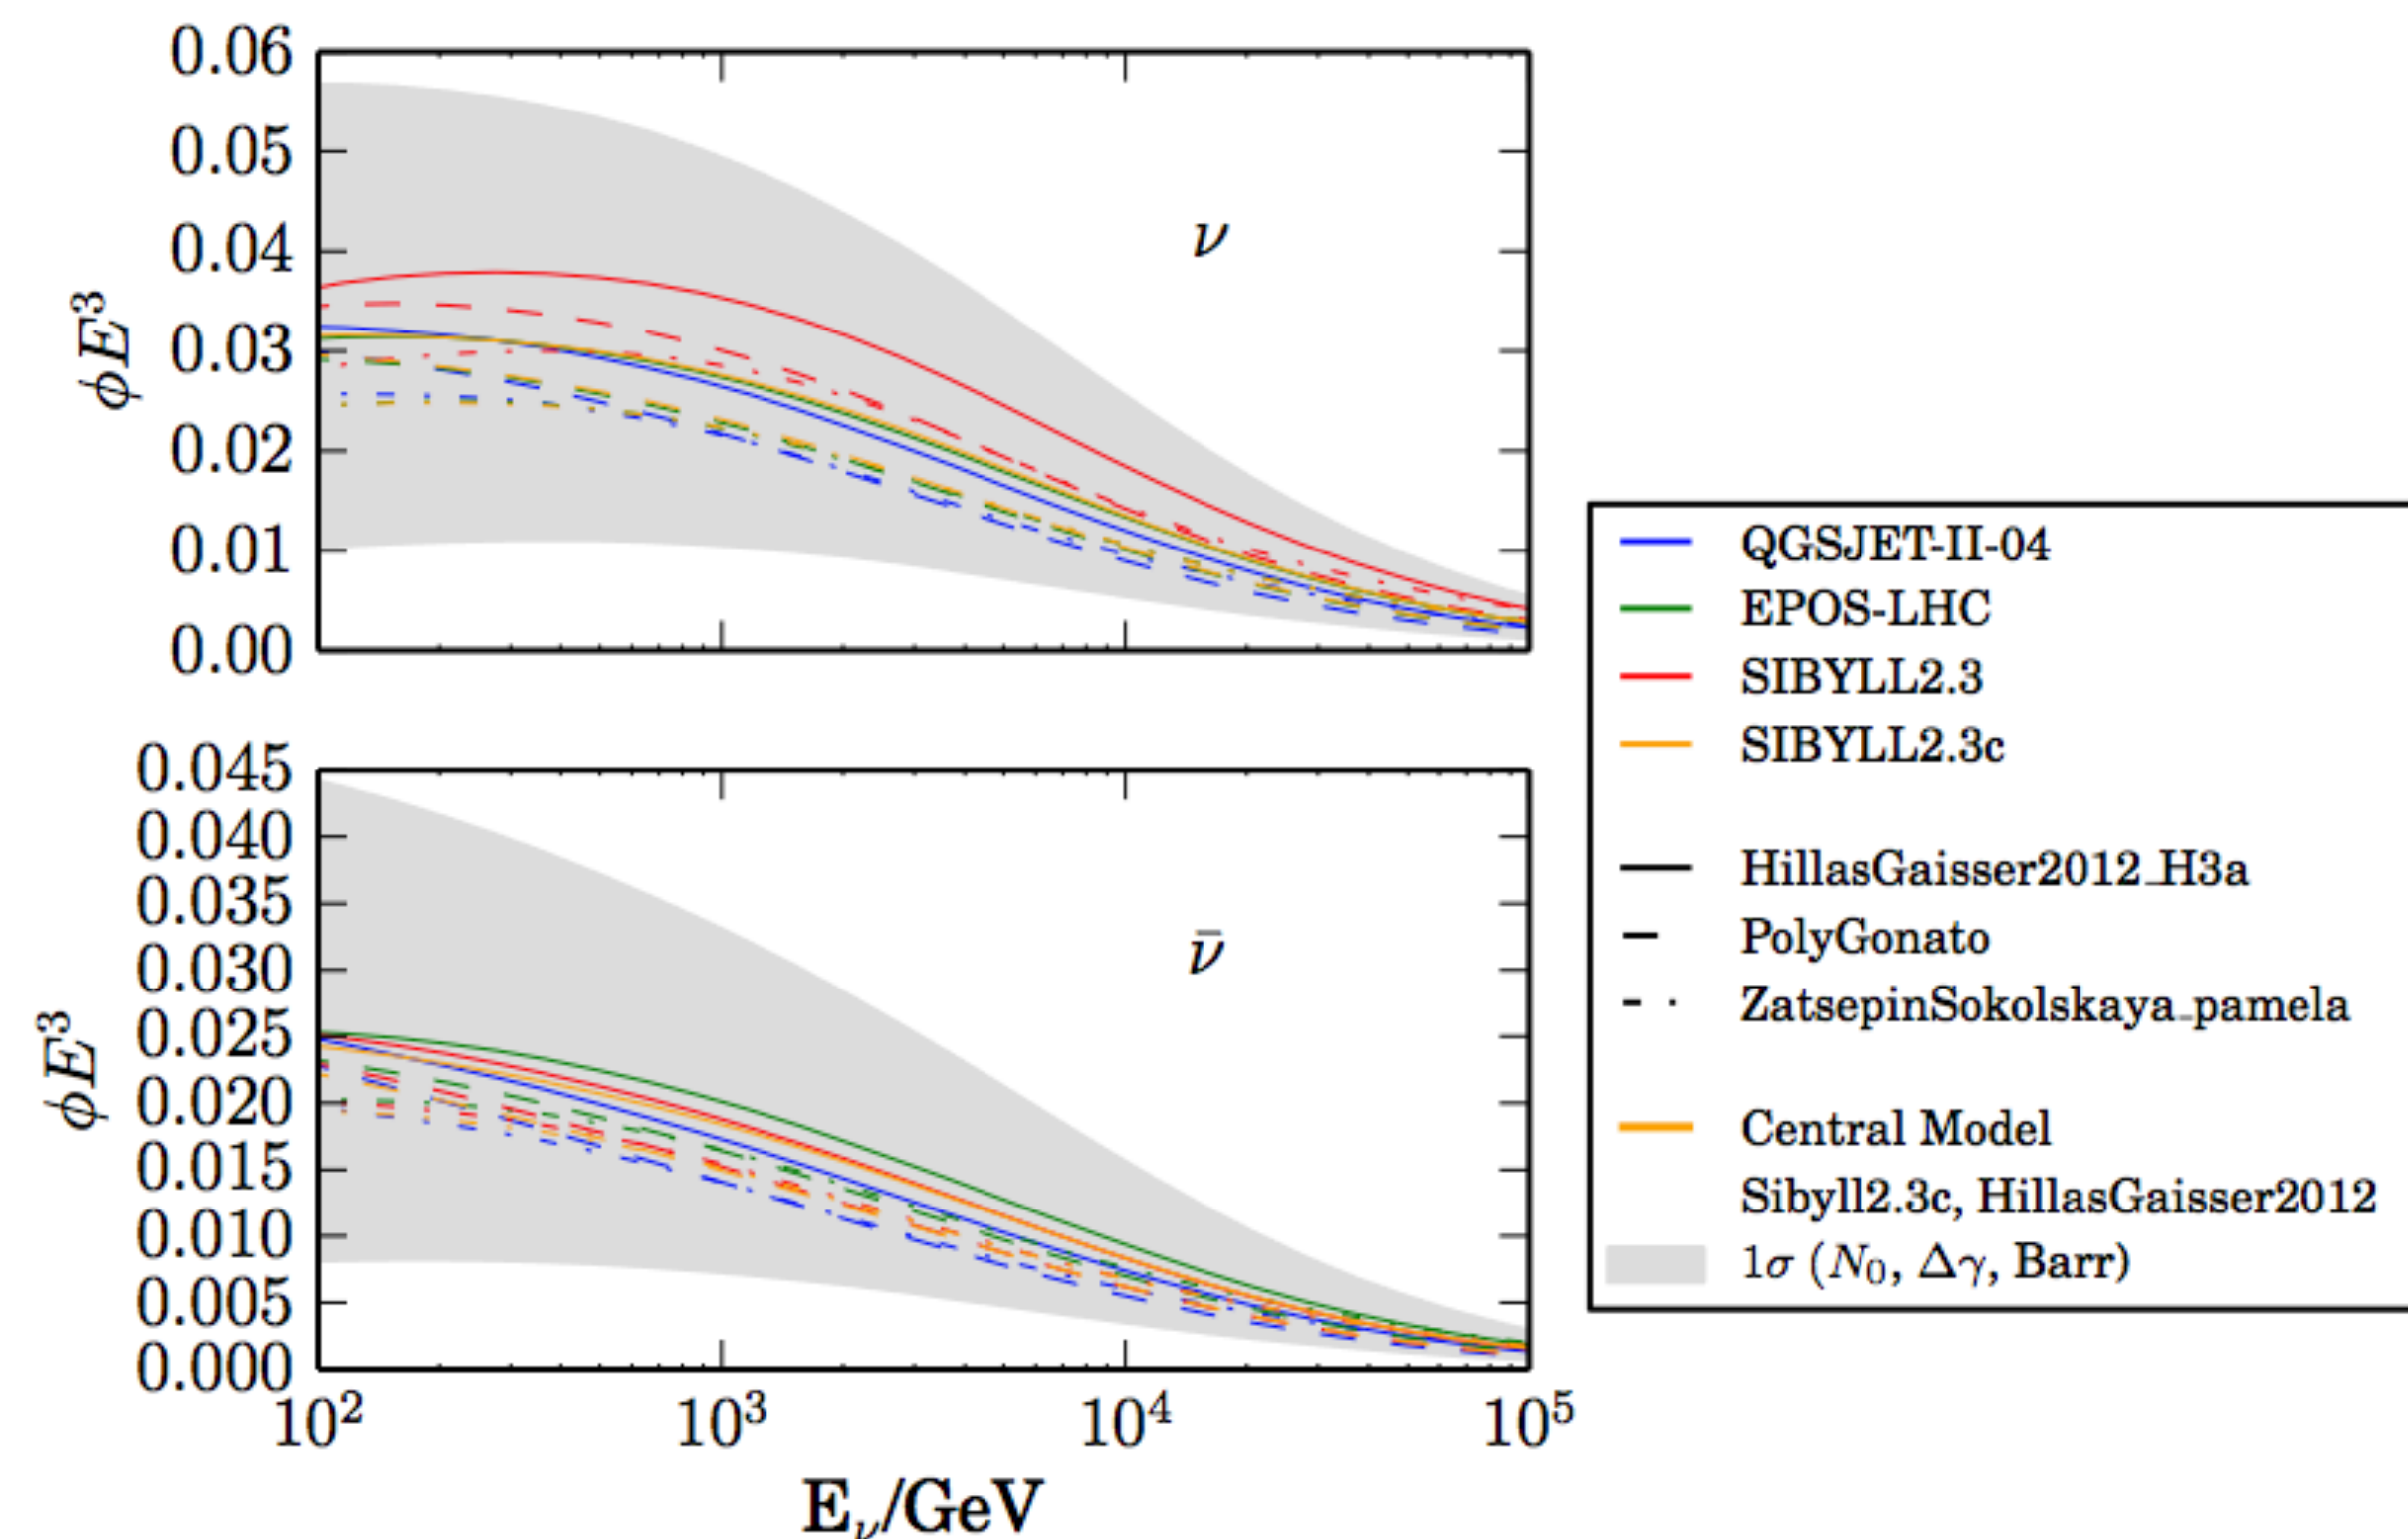 0.06
0.05
0.04
0.03
0.02
0.01
0.00
ϕE³
ν
0.045
0.040
0.035
0.030
0.025
0.020
0.015
0.010
0.005
0.000
ϕE³
ν̄
10² 10³ 10⁴ 10⁵
E_ν/GeV
QGSJET-II-04
EPOS-LHC
SIBYLL2.3
SIBYLL2.3c
HillasGaisser2012_H3a
PolyGonato
ZatsepinSokolskaya_pamela
Central Model
Sibyll2.3c, HillasGaisser2012
1σ (N₀, Δγ, Barr)